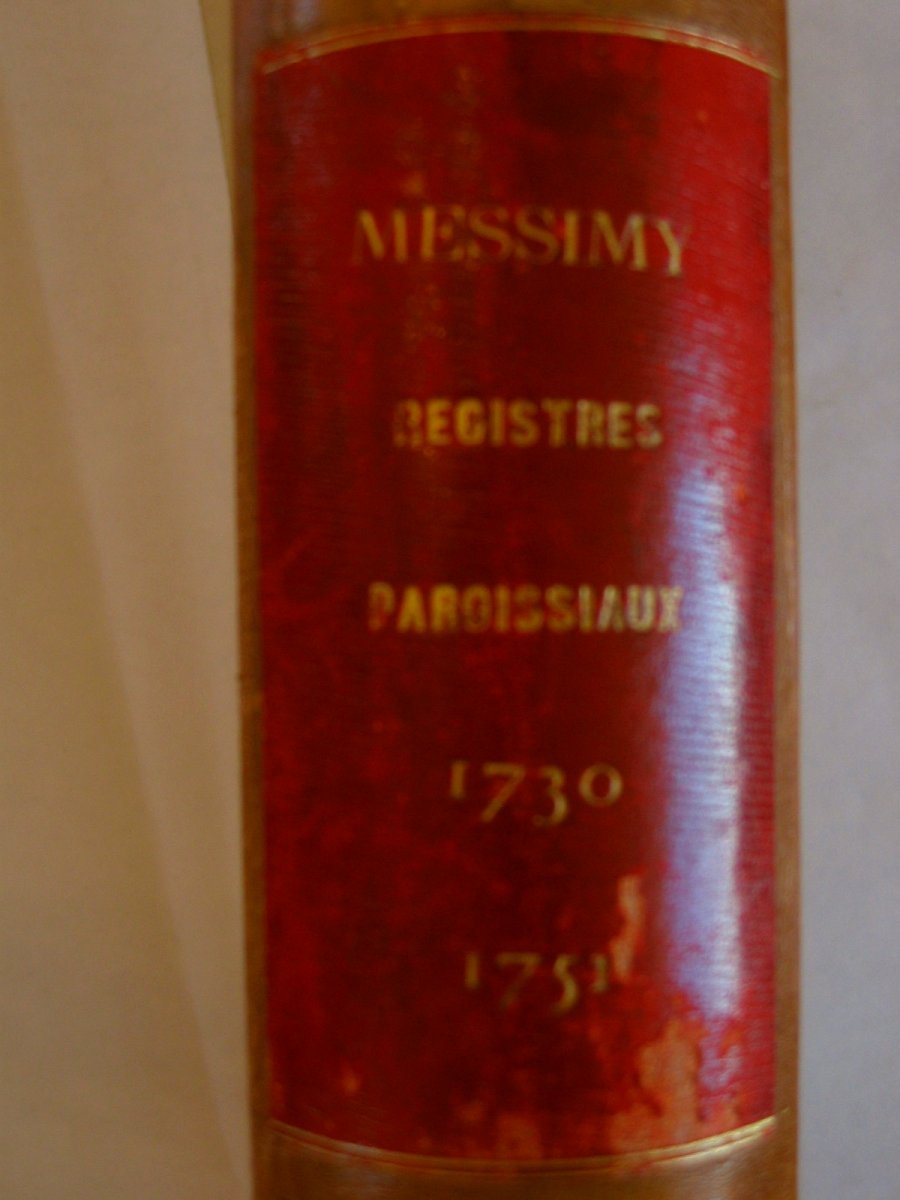 MESSIMY
REGISTRES
PAROISSIAUX
1730
1751